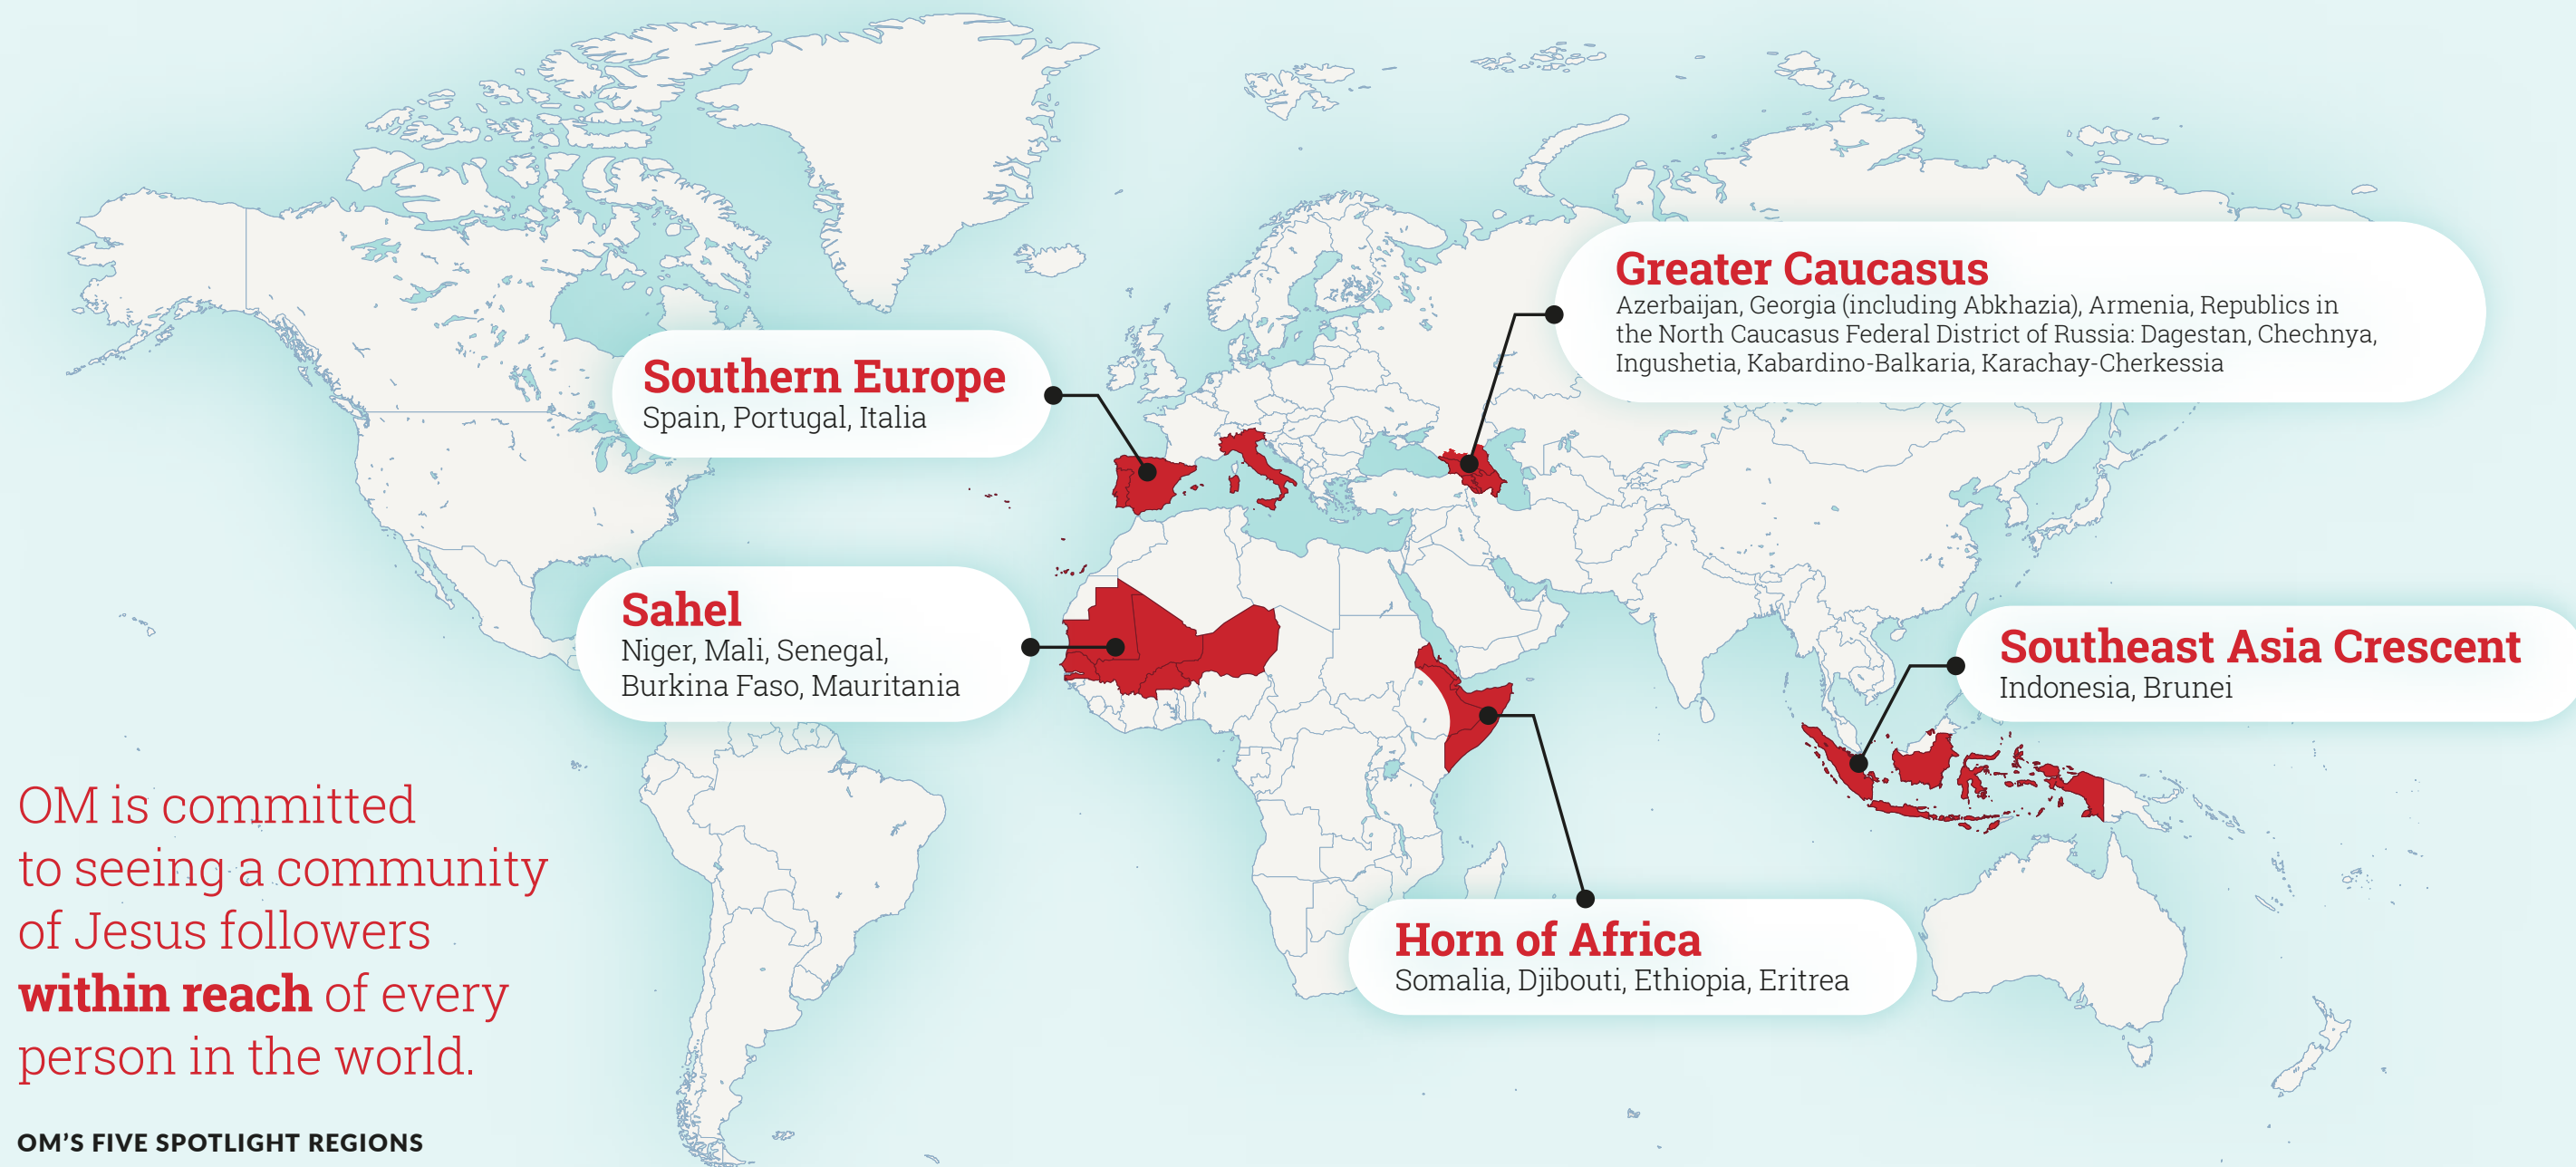 Greater Caucasus
Azerbaijan, Georgia (including Abkhazia), Armenia, Republics in
the North Caucasus Federal District of Russia: Dagestan, Chechnya,
Ingushetia, Kabardino-Balkaria, Karachay-Cherkessia
Southern Europe
Spain, Portugal, Italia
Sahel
Niger, Mali, Senegal,
Burkina Faso, Mauritania
Southeast Asia Crescent
Indonesia, Brunei
Horn of Africa
Somalia, Djibouti, Ethiopia, Eritrea
OM is committed
to seeing a community
of Jesus followers
within reach of every
person in the world.
OM'S FIVE SPOTLIGHT REGIONS